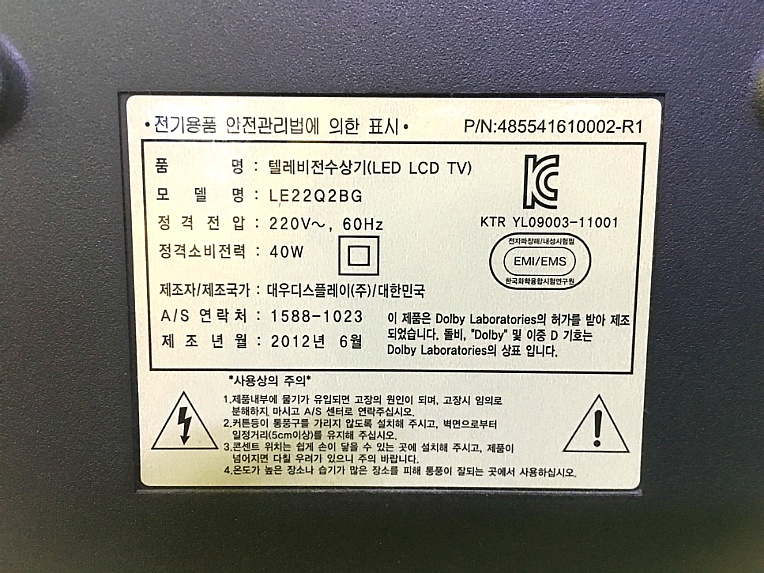 •전기용품 안전관리법에 의한 표시• P/N:485541610002-R1
품 명 : 텔레비전수상기(LED LCD TV)
모 델 명 : LE22Q2BG
정 격 전 압 : 220V～, 60Hz
KTR YL09003-11001
정격소비전력 : 40W
전자파장해/내성시험필
EMI/EMS
한국화학융합시험연구원
제조자/제조국가 : 대우디스플레이(주)/대한민국
A/S 연락처 : 1588-1023
제 조 년 월 : 2012년 6월
이 제품은 Dolby Laboratories의 허가를 받아 제조
되었습니다. 돌비, "Dolby" 및 이중 D 기호는
Dolby Laboratories의 상표 입니다.
*사용상의 주의*
1.제품내부에 물기가 유입되면 고장의 원인이 되며, 고장시 임의로
분해하지 마시고 A/S 센터로 연락주십시오.
2.커튼등이 통풍구를 가리지 않도록 설치해 주시고, 벽면으로부터
일정거리(5cm이상)를 유지해 주십시오.
3.콘센트 위치는 쉽게 손이 닿을 수 있는 곳에 설치해 주시고, 제품이
넘어지면 다칠 우려가 있으니 주의 바랍니다.
4.온도가 높은 장소나 습기가 많은 장소를 피해 통풍이 잘되는 곳에서 사용하십시오.